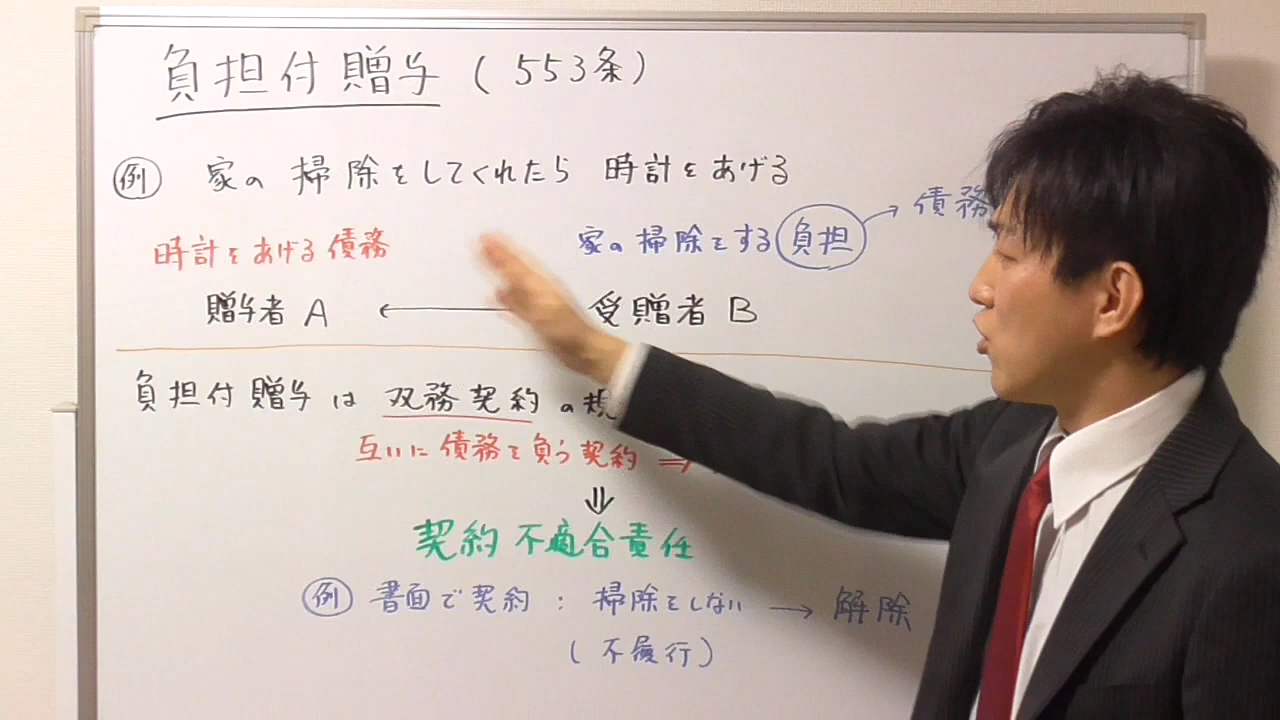 負担付贈与(553条)
例 家の掃除をしてくれたら 時計をあげる
債務
時計をあげる債務 家の掃除をする負担
贈与者 A ← 受贈者 B
負担付贈与は 双務契約の規
互いに債務を負う契約 ⇒
⇓
契約不適合責任
例 書面で契約 : 掃除をしない → 解除
(不履行)